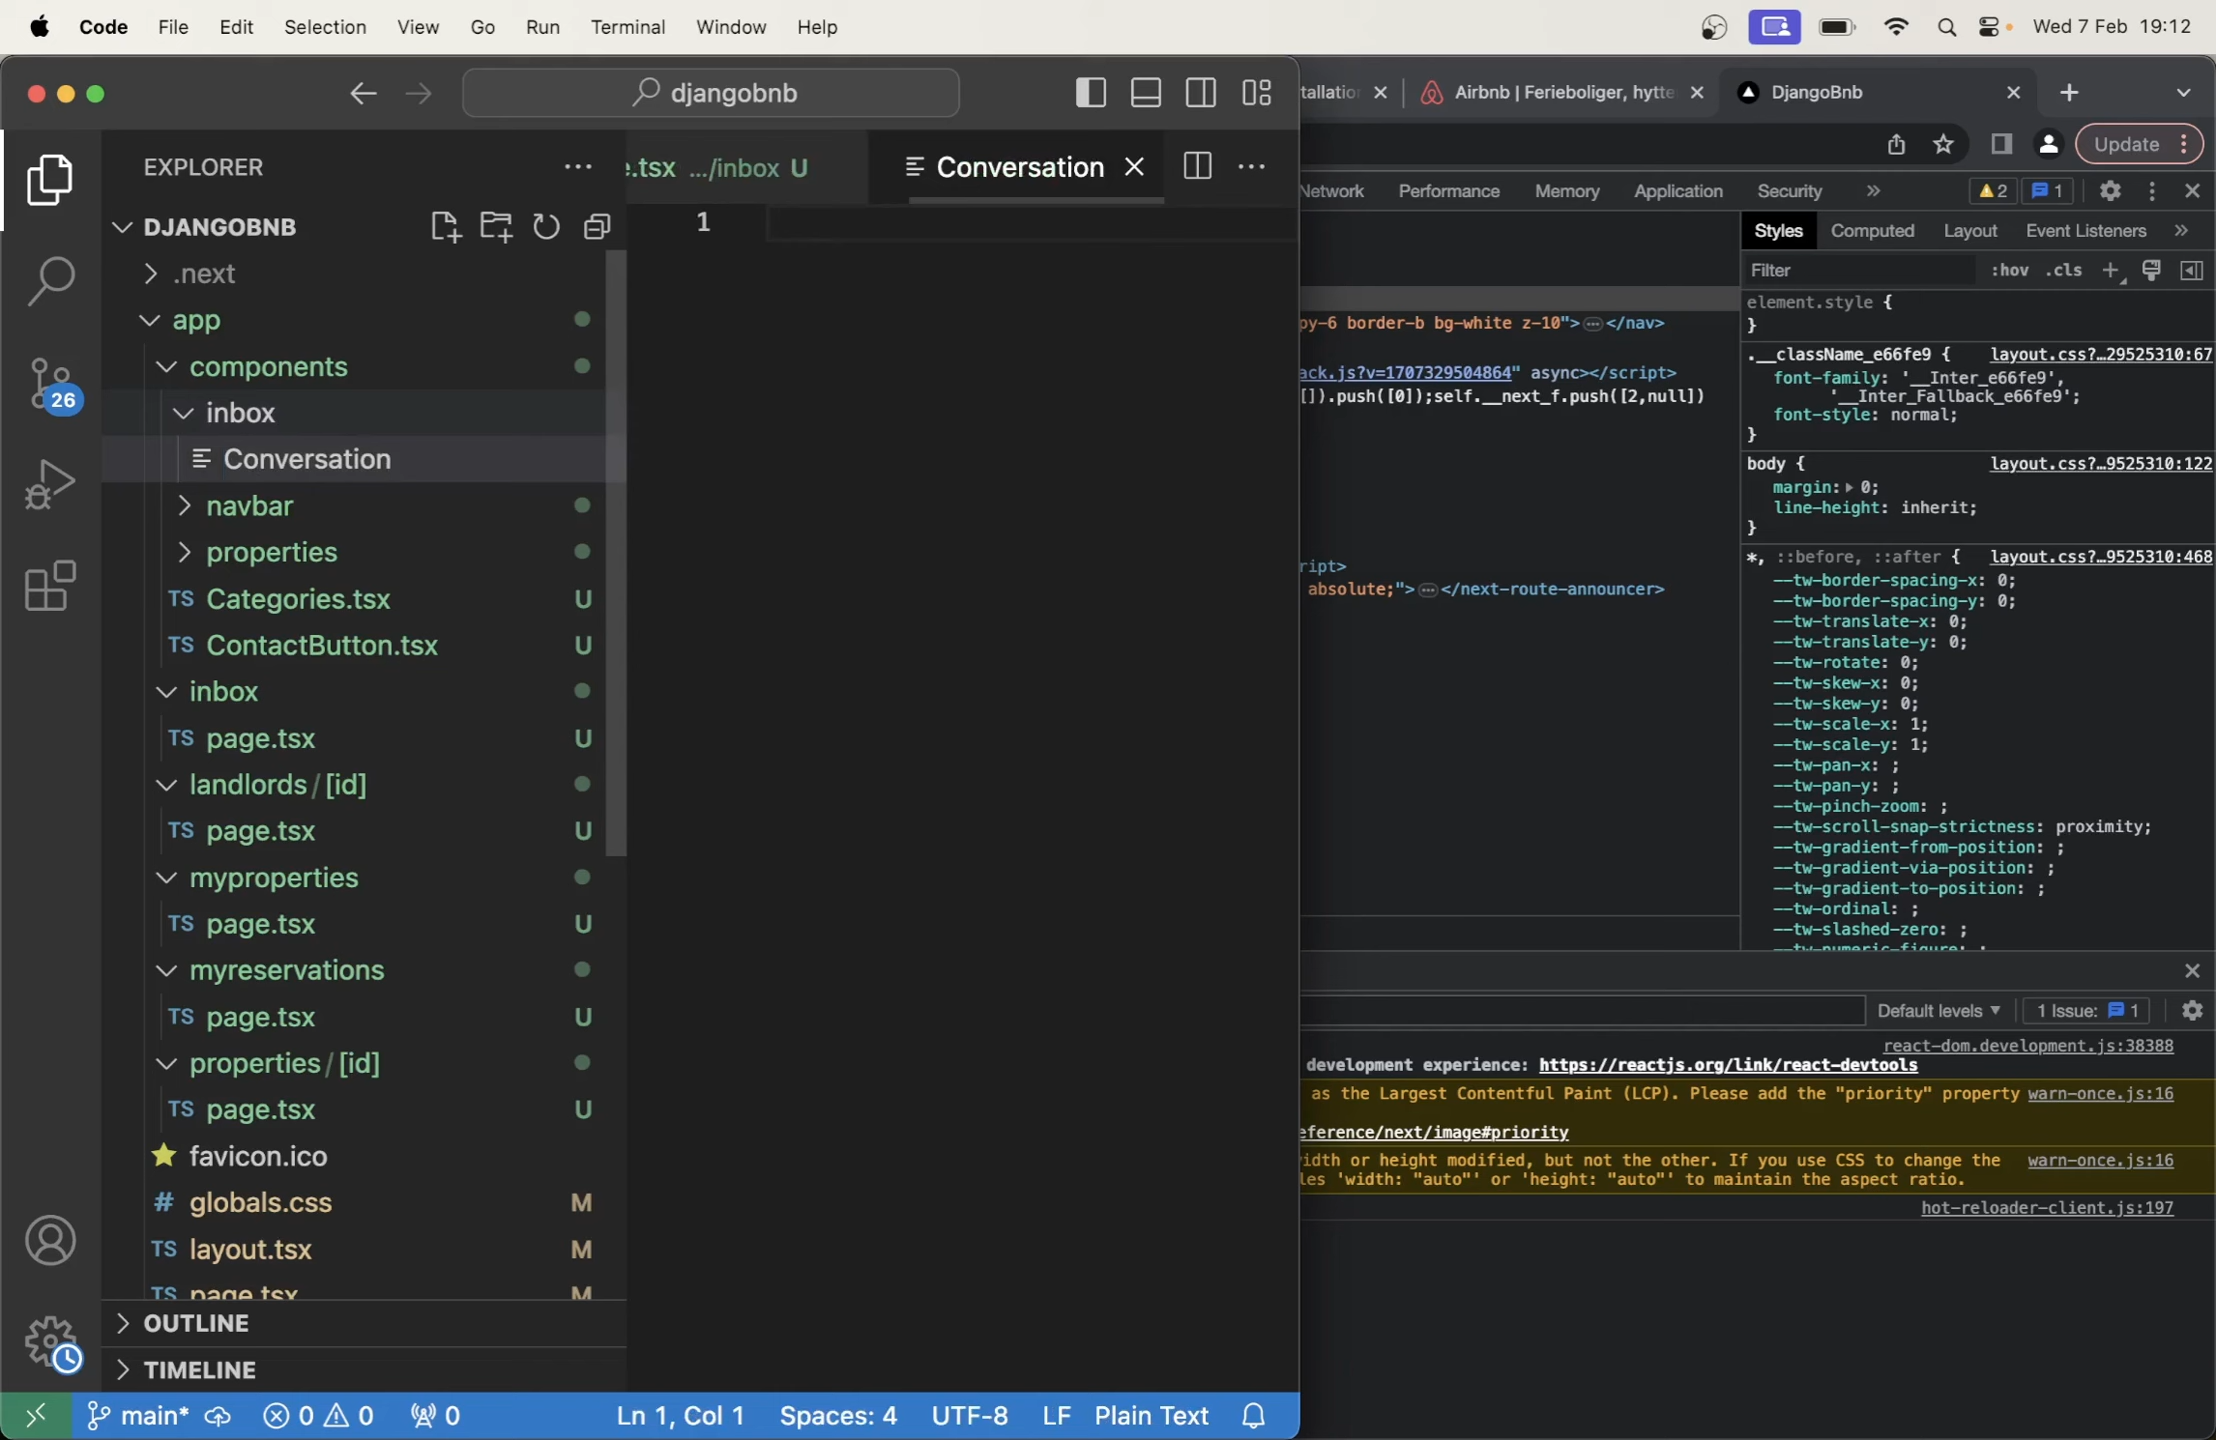 Code File Edit Selection View Go Run Terminal Window Help Wed 7 Feb 19:12
djangobnb
EXPLORER
DJANGOBNB
.next
app
components
inbox
Conversation
navbar
properties
TS Categories.tsx U
TS ContactButton.tsx U
inbox
TS page.tsx U
landlords/[id]
TS page.tsx U
myproperties
TS page.tsx U
myreservations
TS page.tsx U
properties/[id]
TS page.tsx U
favicon.ico
# globals.css M
TS layout.tsx M
TS page.tsx M
OUTLINE
TIMELINE
26
.tsx .../inbox U
Conversation
1
main* 0 0 0 Ln 1, Col 1 Spaces: 4 UTF-8 LF Plain Text
tallation Airbnb | Ferieboliger, hytte DjangoBnb
Update
Network Performance Memory Application Security 2 1
py-6 border-b bg-white z-10"> </nav>
ack.js?v=1707329504864" async></script>
[]).push([0]);self.__next_f.push([2,null])
ript>
absolute;"> </next-route-announcer>
Styles Computed Layout Event Listeners
Filter :hov .cls
element.style {
}
.__className_e66fe9 { layout.css?…29525310:67
font-family: '__Inter_e66fe9',
'__Inter_Fallback_e66fe9';
font-style: normal;
}
body { layout.css?…9525310:122
margin: 0;
line-height: inherit;
}
*, ::before, ::after { layout.css?…9525310:468
--tw-border-spacing-x: 0;
--tw-border-spacing-y: 0;
--tw-translate-x: 0;
--tw-translate-y: 0;
--tw-rotate: 0;
--tw-skew-x: 0;
--tw-skew-y: 0;
--tw-scale-x: 1;
--tw-scale-y: 1;
--tw-pan-x: ;
--tw-pan-y: ;
--tw-pinch-zoom: ;
--tw-scroll-snap-strictness: proximity;
--tw-gradient-from-position: ;
--tw-gradient-via-position: ;
--tw-gradient-to-position: ;
--tw-ordinal: ;
--tw-slashed-zero: ;
--tw-numeric-figure: ;
Default levels 1 Issue: 1
react-dom.development.js:38388
development experience: https://reactjs.org/link/react-devtools
as the Largest Contentful Paint (LCP). Please add the "priority" property warn-once.js:16
eference/next/image#priority
idth or height modified, but not the other. If you use CSS to change the warn-once.js:16
les 'width: "auto"' or 'height: "auto"' to maintain the aspect ratio.
hot-reloader-client.js:197